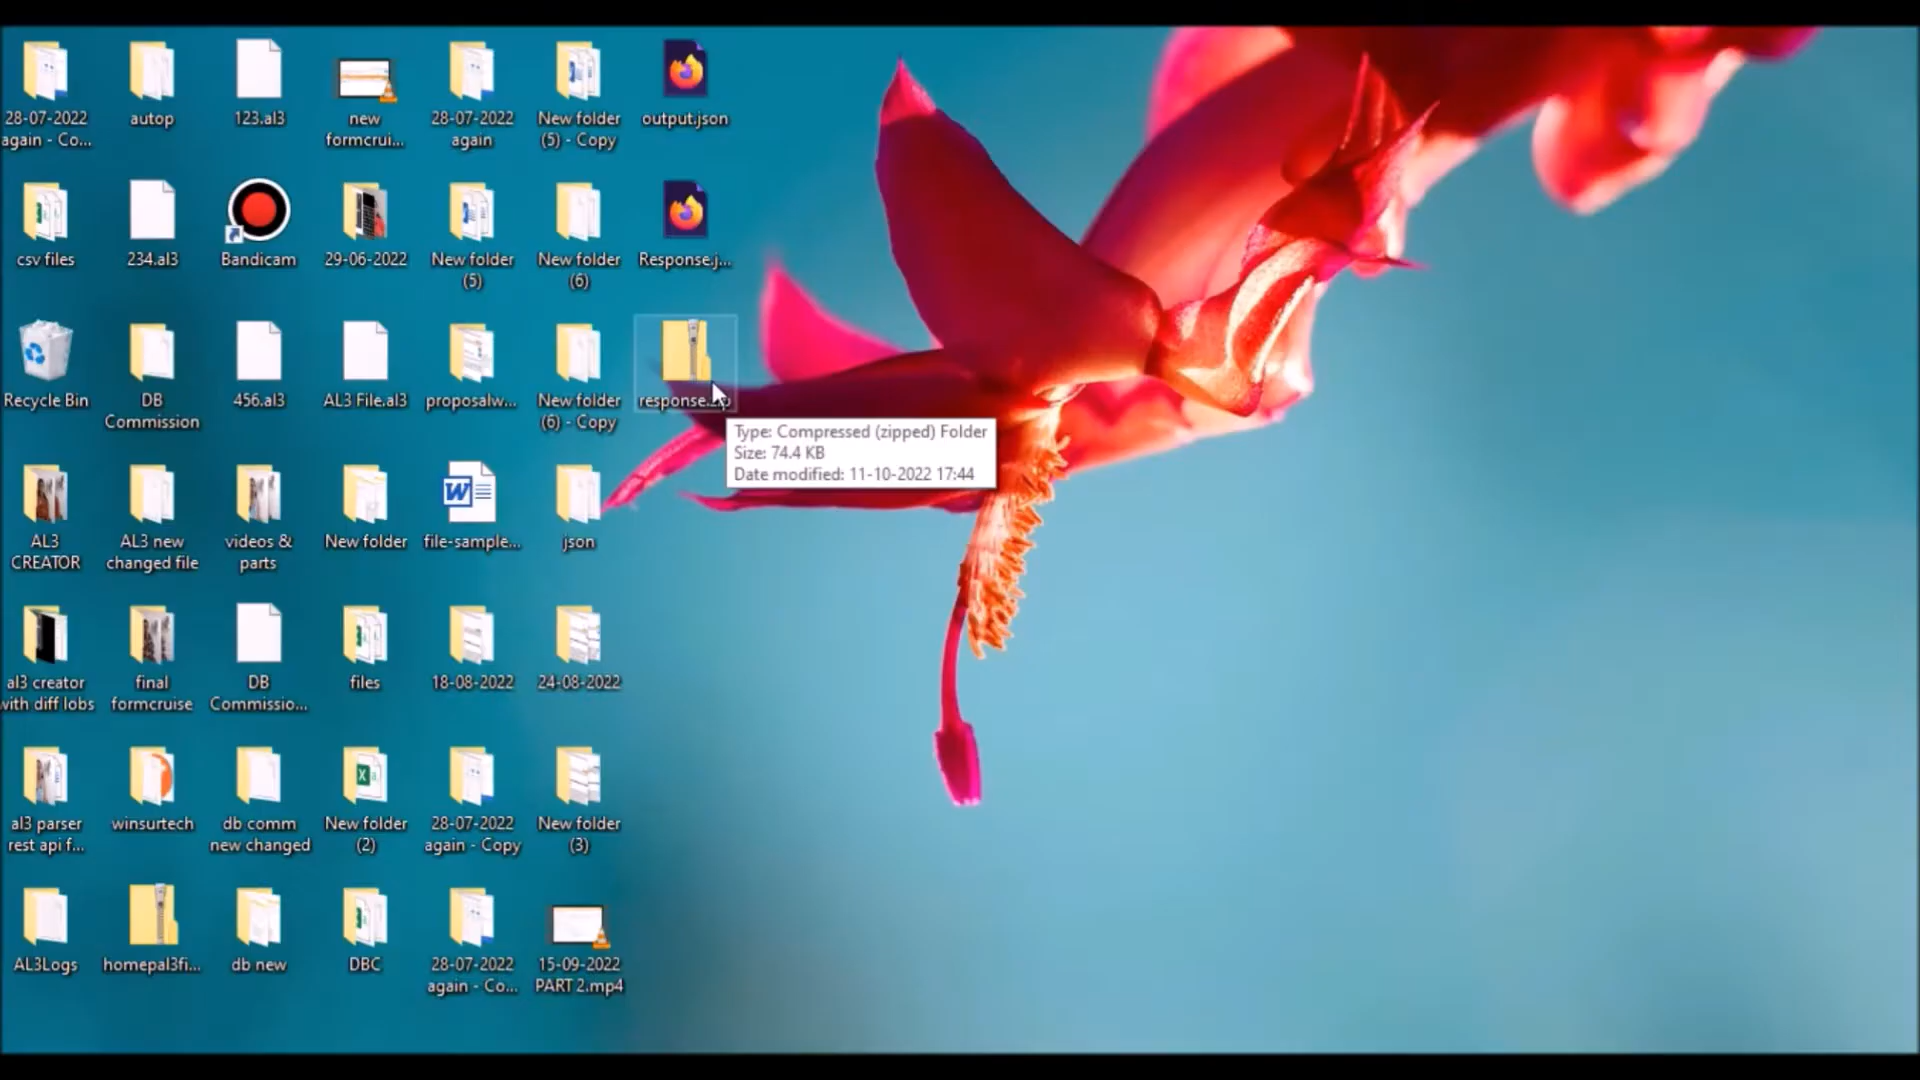 28-07-2022
again - Co...
autop
123.al3
new
formcrui...
28-07-2022
again
New folder
(5) - Copy
output.json
csv files
234.al3
Bandicam
29-06-2022
New folder
(5)
New folder
(6)
Response.j...
Recycle Bin
DB
Commission
456.al3
AL3 File.al3
proposalw...
New folder
(6) - Copy
response.zip
Type: Compressed (zipped) Folder
Size: 74.4 KB
Date modified: 11-10-2022 17:44
AL3
CREATOR
AL3 new
changed file
videos &
parts
New folder
file-sample...
json
al3 creator
with diff lobs
final
formcruise
DB
Commissio...
files
18-08-2022
24-08-2022
al3 parser
rest api f...
winsurtech
db comm
new changed
New folder
(2)
28-07-2022
again - Copy
New folder
(3)
AL3Logs
homepal3fi...
db new
DBC
28-07-2022
again - Co...
15-09-2022
PART 2.mp4